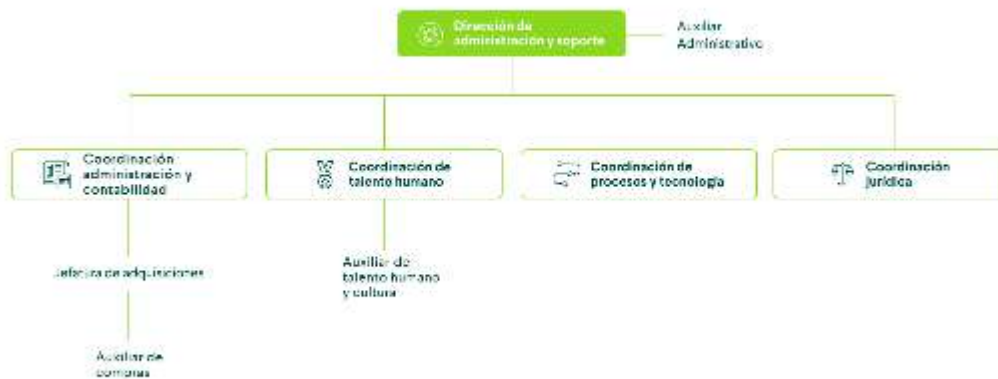 Dirección de
administración y soporte
Auxiliar
Administrativo
Coordinación
administración y
contabilidad
Coordinación de
talento humano
Coordinación de
procesos y tecnología
Coordinación
jurídica
Jefatura de adquisiciones
Auxiliar de
talento humano
y cultura
Auxiliar de
compras